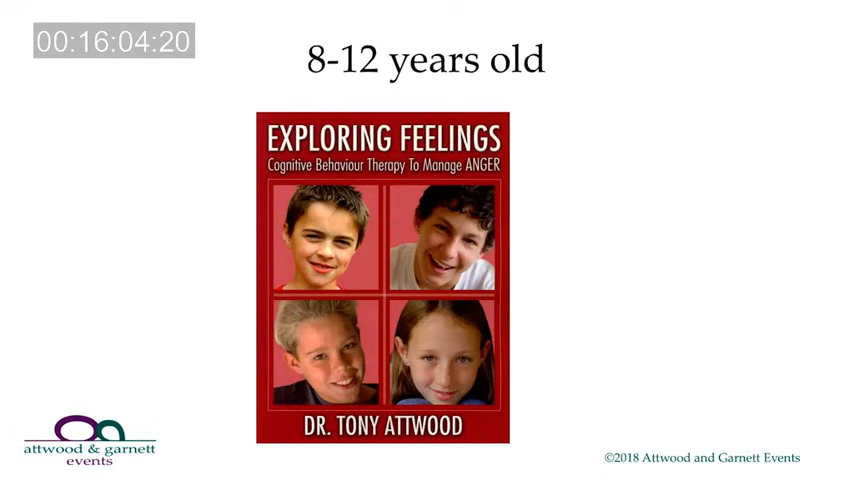 00:16:04:20
8-12 years old
EXPLORING FEELINGS
Cognitive Behaviour Therapy To Manage ANGER
DR. TONY ATTWOOD
attwood & garnett
events
©2018 Attwood and Garnett Events